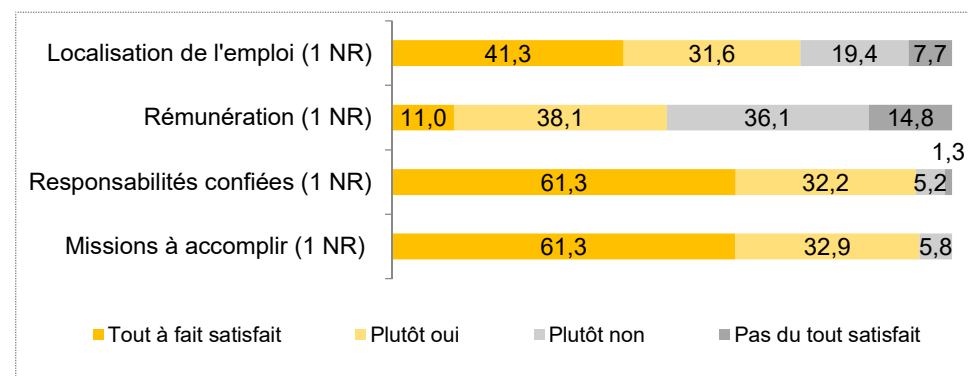 Localisation de l'emploi (1 NR) 41,3 31,6 19,4 7,7
Rémunération (1 NR) 11,0 38,1 36,1 14,8
1,3
Responsabilités confiées (1 NR) 61,3 32,2 5,2
Missions à accomplir (1 NR) 61,3 32,9 5,8
Tout à fait satisfait Plutôt oui Plutôt non Pas du tout satisfait